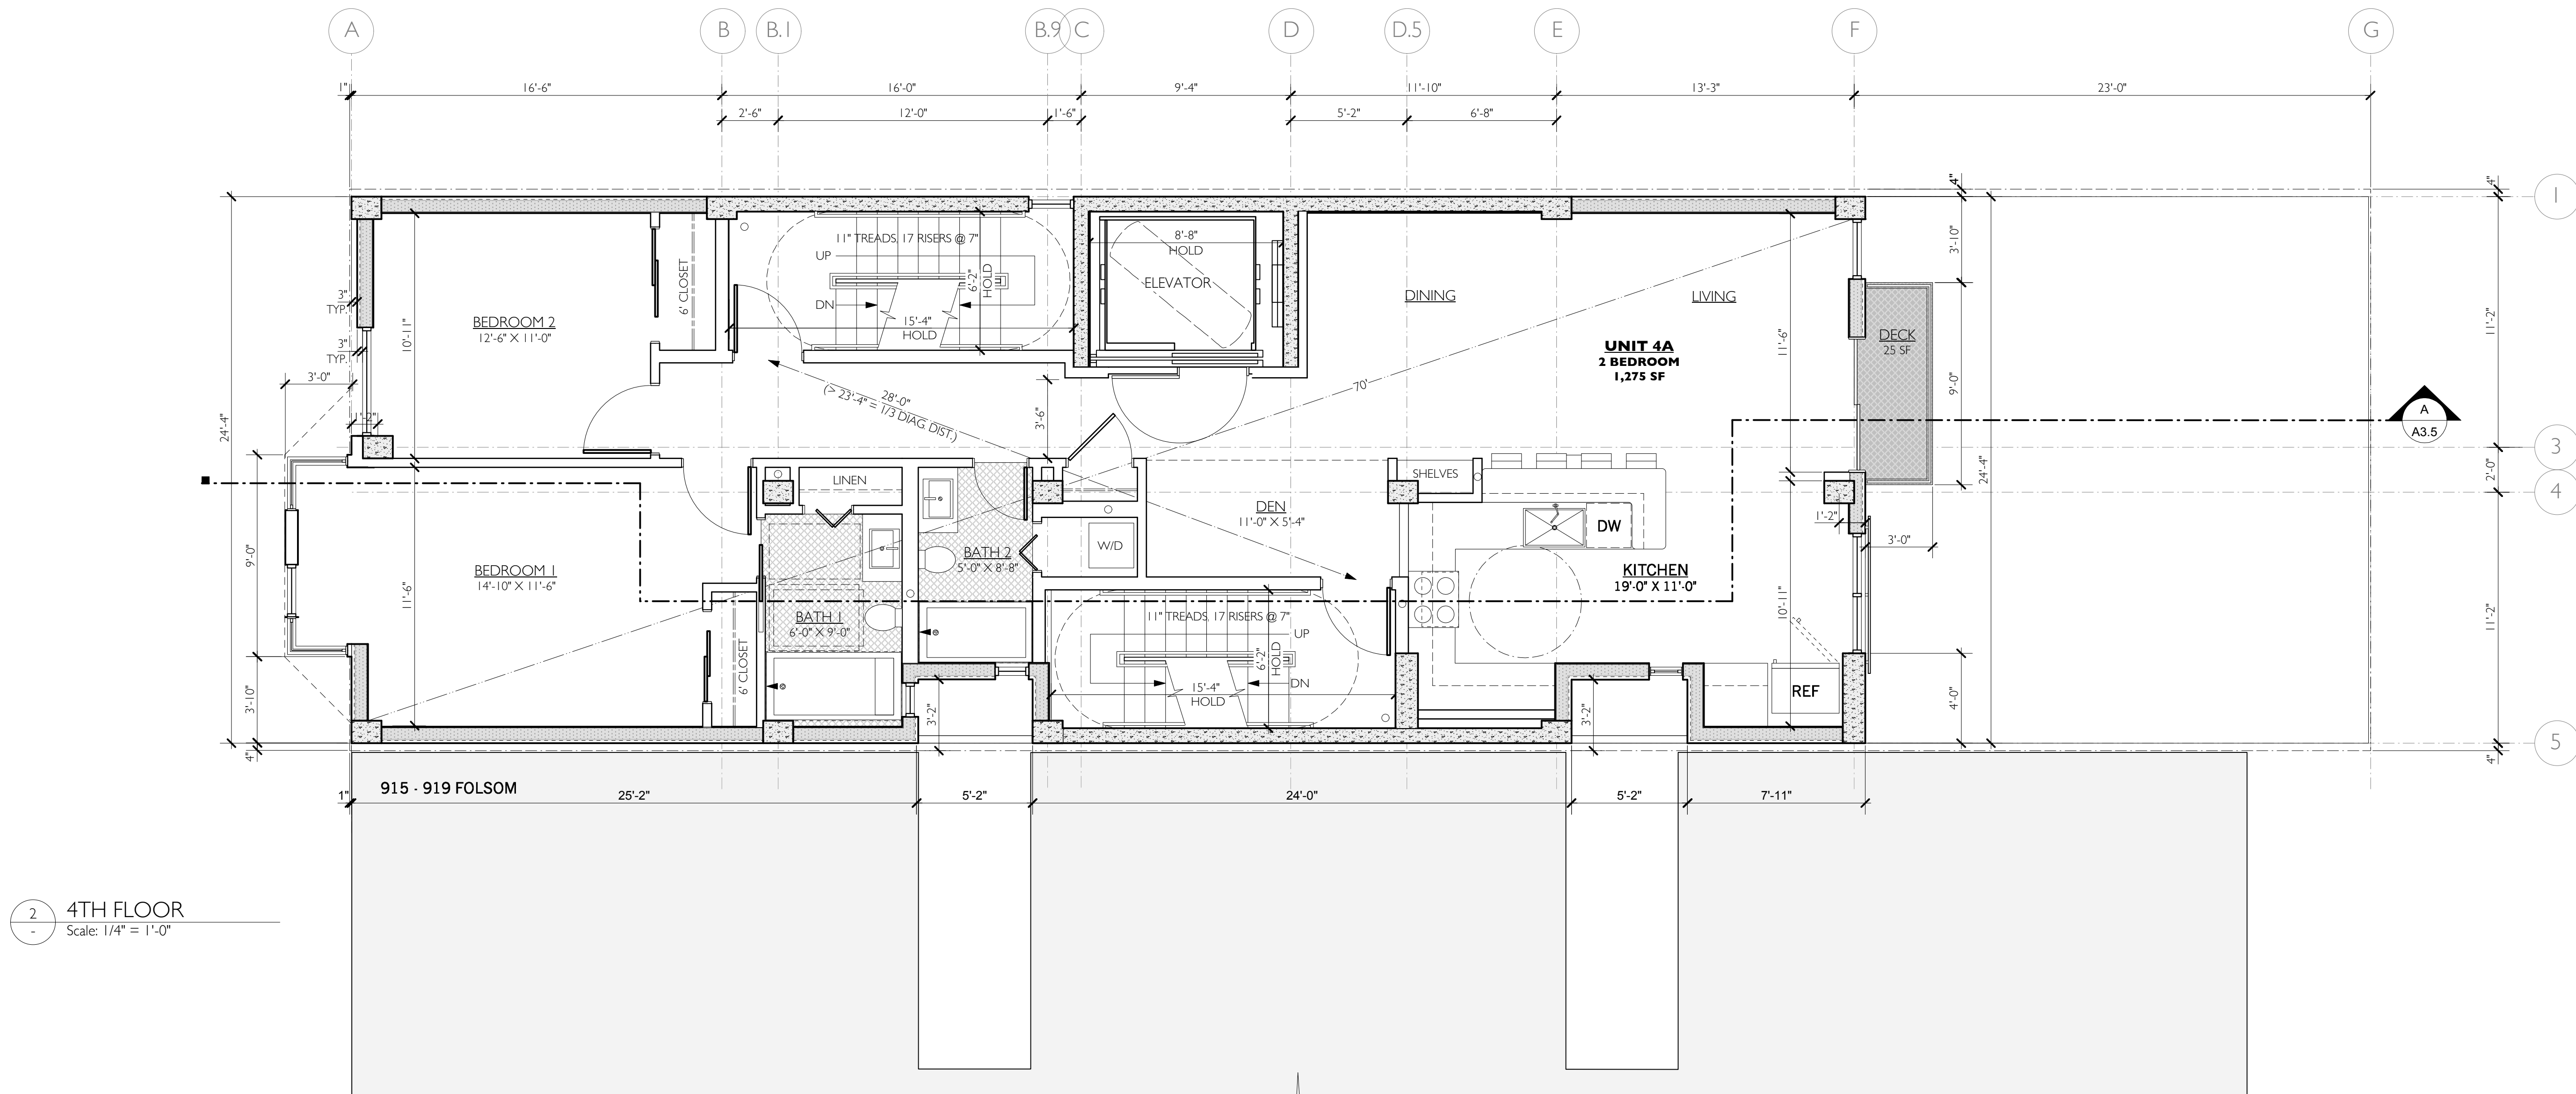 A B B.1 B.9 C D D.5 E F G
1" 16'-6" 16'-0" 9'-4" 11'-10" 13'-3" 23'-0"
2'-6" 12'-0" 1'-6" 5'-2" 6'-8"
4" 4"
1
3'-10"
11'-2"
24'-4"
3"
TYP.
3"
TYP.
3'-0"
1'-2"
10'-11"
BEDROOM 2
12'-6" X 11'-0"
6' CLOSET
11" TREADS, 17 RISERS @ 7"
UP
DN
6'-2"
HOLD
15'-4"
HOLD
8'-8"
HOLD
ELEVATOR
DINING
LIVING
UNIT 4A
2 BEDROOM
1,275 SF
11'-6"
DECK
25 SF
9'-0"
24'-4"
A
A3.5
3
2'-0"
4
28'-0"
(> 23'-4" = 1/3 DIAG. DIST.)
3'-6"
70'
9'-0"
3'-10"
4"
BEDROOM 1
14'-10" X 11'-6"
11'-6"
6' CLOSET
LINEN
BATH 1
6'-0" X 9'-0"
BATH 2
5'-0" X 8'-8"
W/D
DEN
11'-0" X 5'-4"
SHELVES
DW
KITCHEN
19'-0" X 11'-0"
10'-11"
REF
1'-2"
3'-0"
11" TREADS, 17 RISERS @ 7"
UP
DN
6'-2"
HOLD
15'-4"
HOLD
3'-2"
3'-2"
4'-0"
11'-2"
5
4"
915 - 919 FOLSOM
1" 25'-2" 5'-2" 24'-0" 5'-2" 7'-11"
2
-
4TH FLOOR
Scale: 1/4" = 1'-0"